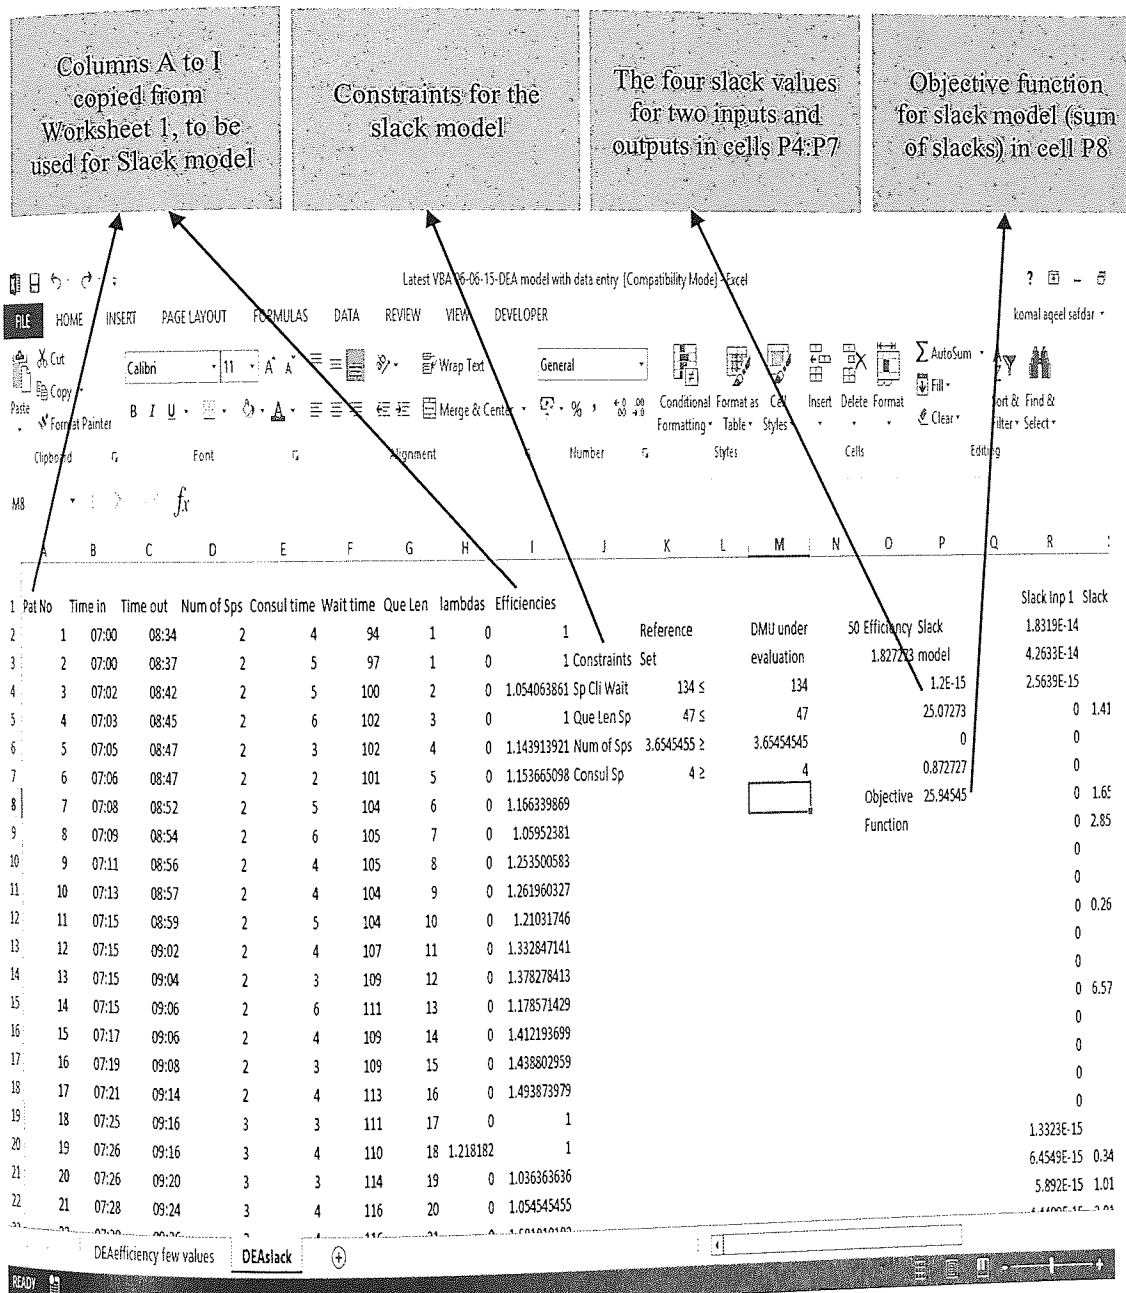 Columns A to I
copied from
Worksheet 1, to be
used for Slack model
Constraints for the
slack model
The four slack values
for two inputs and
outputs in cells P4:P7
Objective function
for slack model (sum
of slacks) in cell P8
Latest VBA 06-06-15-DEA model with data entry [Compatibility Mode] - Excel
FILE HOME INSERT PAGE LAYOUT FORMULAS DATA REVIEW VIEW DEVELOPER komal aqeel safdar
Cut
Copy
Format Painter
Paste
Clipboard
Calibri 11
B I U
Font
Wrap Text
Merge & Center
Alignment
General
Number
Conditional Formatting
Format as Table
Cell Styles
Styles
Insert Delete Format
Cells
AutoSum
Fill
Clear
Sort & Filter
Find & Select
Editing
M8 fx
A B C D E F G H I J K L M N O P Q R
1 Pat No Time in Time out Num of Sps Consul time Wait time Que Len lambdas Efficiencies Slack Inp 1 Slack
2 1 07:00 08:34 2 4 94 1 0 1 Reference DMU under 50 Efficiency Slack 1.8319E-14
3 2 07:00 08:37 2 5 97 1 0 1 Constraints Set evaluation 1.827273 model 4.2633E-14
4 3 07:02 08:42 2 5 100 2 0 1.054063861 Sp Cli Wait 134 ≤ 134 1.2E-15 2.5639E-15
5 4 07:03 08:45 2 6 102 3 0 1 Que Len Sp 47 ≤ 47 25.07273 0 1.41
6 5 07:05 08:47 2 3 102 4 0 1.143913921 Num of Sps 3.6545455 ≥ 3.65454545 0 0
7 6 07:06 08:47 2 2 101 5 0 1.153665098 Consul Sp 4 ≥ 4 0.872727 0
8 7 07:08 08:52 2 5 104 6 0 1.166339869 Objective 25.94545 0 1.65
9 8 07:09 08:54 2 6 105 7 0 1.05952381 Function 0 2.85
10 9 07:11 08:56 2 4 105 8 0 1.253500583 0
11 10 07:13 08:57 2 4 104 9 0 1.261960327 0
12 11 07:15 08:59 2 5 104 10 0 1.21031746 0 0.26
13 12 07:15 09:02 2 4 107 11 0 1.332847141 0
14 13 07:15 09:04 2 3 109 12 0 1.378278413 0
15 14 07:15 09:06 2 6 111 13 0 1.178571429 0 6.57
16 15 07:17 09:06 2 4 109 14 0 1.412193699 0
17 16 07:19 09:08 2 3 109 15 0 1.438802959 0
18 17 07:21 09:14 2 4 113 16 0 1.493873979 0
19 18 07:25 09:16 3 3 111 17 0 1 0
20 19 07:26 09:16 3 4 110 18 1.218182 1 1.3323E-15
21 20 07:26 09:20 3 3 114 19 0 1.036363636 6.4549E-15 0.34
22 21 07:28 09:24 3 4 116 20 0 1.054545455 5.892E-15 1.01
DEAefficiency few values DEAslack
READY